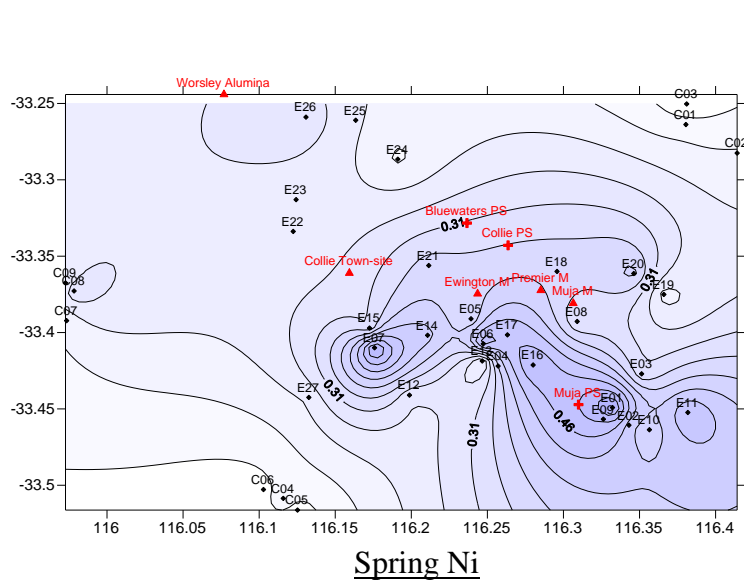 Worsley Alumina
-33.25
C03
E26
E25
C01
E24
C02
-33.3
E23
Bluewaters PS
E22
0.31
Collie PS
-33.35
E21
E18
Collie Town-site
E20
C09
Premier M
0.31
C08
Ewington M
Muja M
E19
C07
E05
E08
E15
E14
E17
-33.4
E07
E06
E13
E04
E16
E03
E27
0.31
E12
Muja PS
E01
E11
-33.45
E09
E02
E10
0.46
0.31
C06
C04
-33.5
C05
116
116.05
116.1
116.15
116.2
116.25
116.3
116.35
116.4
Spring Ni